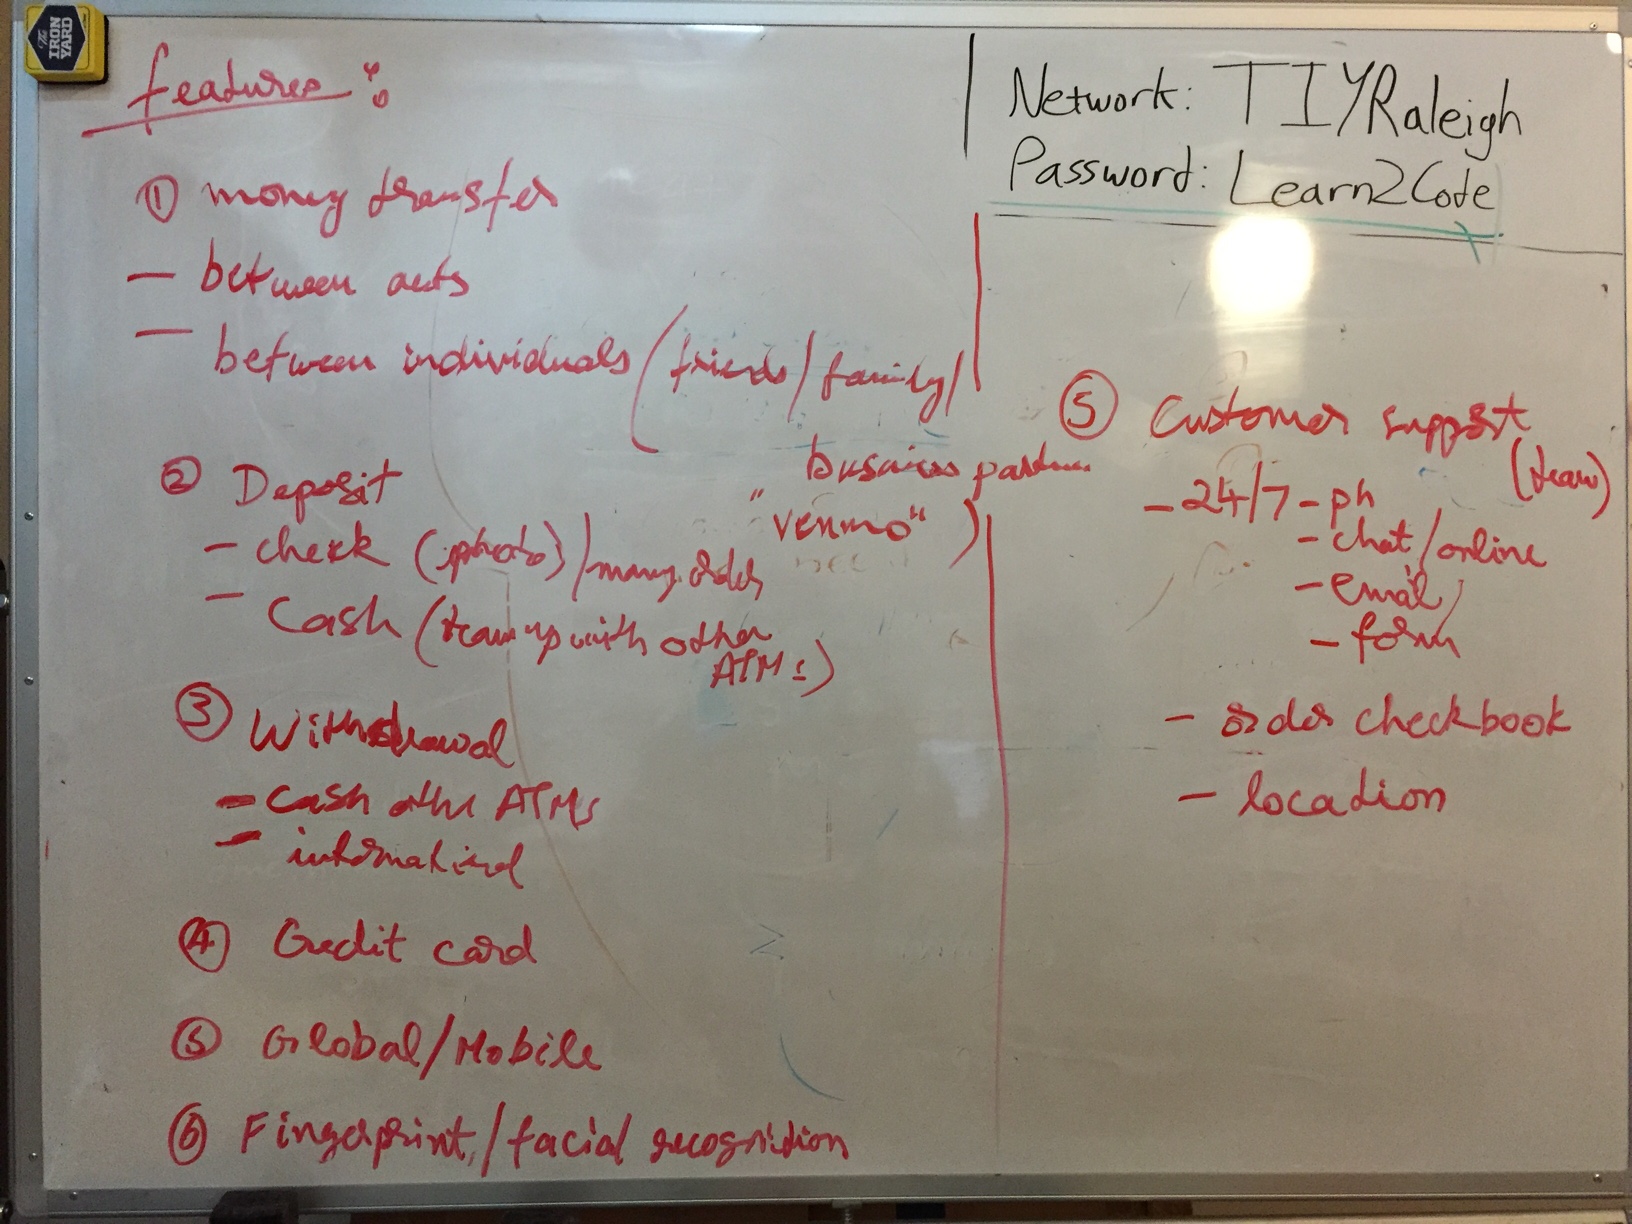 The
IRON
YARD
features :
① money transfer
— between acts
— between individuals (friends/family/
business partners
"venmo")
② Deposit
- check (photo)/money order
- Cash (team up with other
ATMs)
③ Withdrawal
- cash other ATMs
- international
④ Credit card
⑤ Global/Mobile
⑥ Fingerprint/facial recognition
Network: TIYRaleigh
Password: Learn2Code
⑤ Customer support
(team)
- 24/7 - ph
- chat/online
- email/
- form
- order checkbook
- location